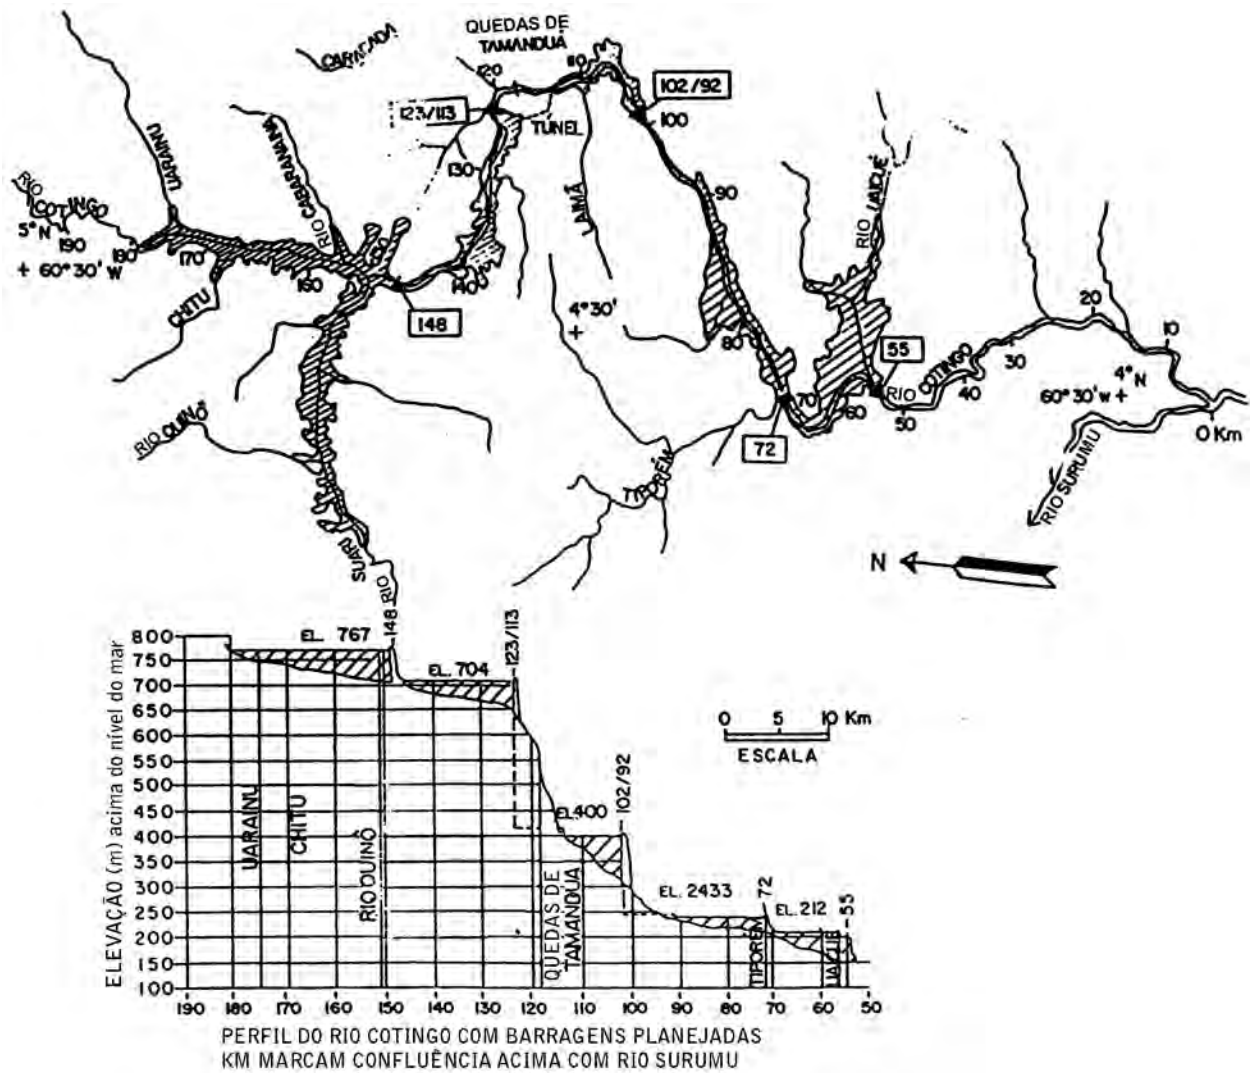 QUEDAS DE
TAMANDUÁ
CARACADA
120
110
102/92
123/113
TÚNEL
100
UARAINU
RIO CABARAMAINA
130
LAMÃ
90
RIO
UAICUÉ
RIO
COTINGO
5° N
190
180
170
+ 60° 30' W
160
140
CHITU
148
4° 30'
+
80
55
20
10
30
RIO COTINGO
4° N
60° 30' W +
40
70
60
50
0 Km
RIO QUINÔ
72
TIPORÉM
RIO SURUMU
SUAPI
RIO
N
148
800
750
700
650
600
550
500
450
400
350
300
250
200
150
100
ELEVAÇÃO (m) acima do nível do mar
EL. 767
EL. 704
123/113
0 5 10 Km
ESCALA
EL.400
102/92
EL. 2433
72
EL.212
55
UARAINU
CHITU
RIO QUINÔ
QUEDAS DE
TAMANDUA
TIPOREM
190 180 170 160 150 140 130 120 110 100 90 80 70 60 50
PERFIL DO RIO COTINGO COM BARRAGENS PLANEJADAS
KM MARCAM CONFLUÊNCIA ACIMA COM RIO SURUMU